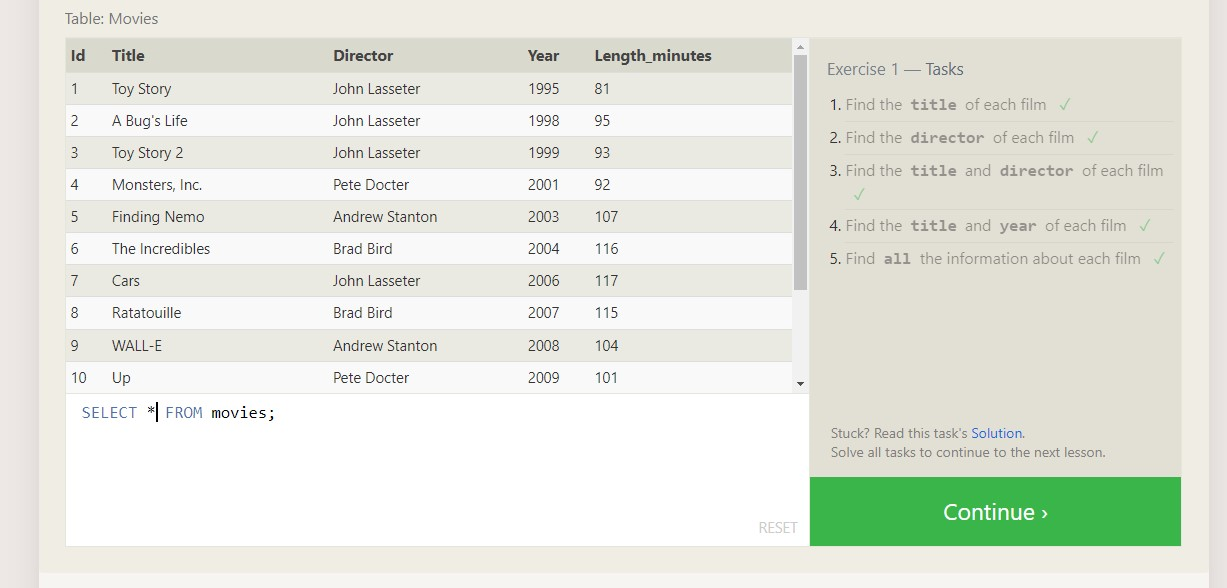 Table: Movies
Id Title Director Year Length_minutes
1 Toy Story John Lasseter 1995 81
2 A Bug's Life John Lasseter 1998 95
3 Toy Story 2 John Lasseter 1999 93
4 Monsters, Inc. Pete Docter 2001 92
5 Finding Nemo Andrew Stanton 2003 107
6 The Incredibles Brad Bird 2004 116
7 Cars John Lasseter 2006 117
8 Ratatouille Brad Bird 2007 115
9 WALL-E Andrew Stanton 2008 104
10 Up Pete Docter 2009 101
SELECT * FROM movies;
RESET
Exercise 1 — Tasks
1. Find the title of each film ✓
2. Find the director of each film ✓
3. Find the title and director of each film
✓
4. Find the title and year of each film ✓
5. Find all the information about each film ✓
Stuck? Read this task's Solution.
Solve all tasks to continue to the next lesson.
Continue ›